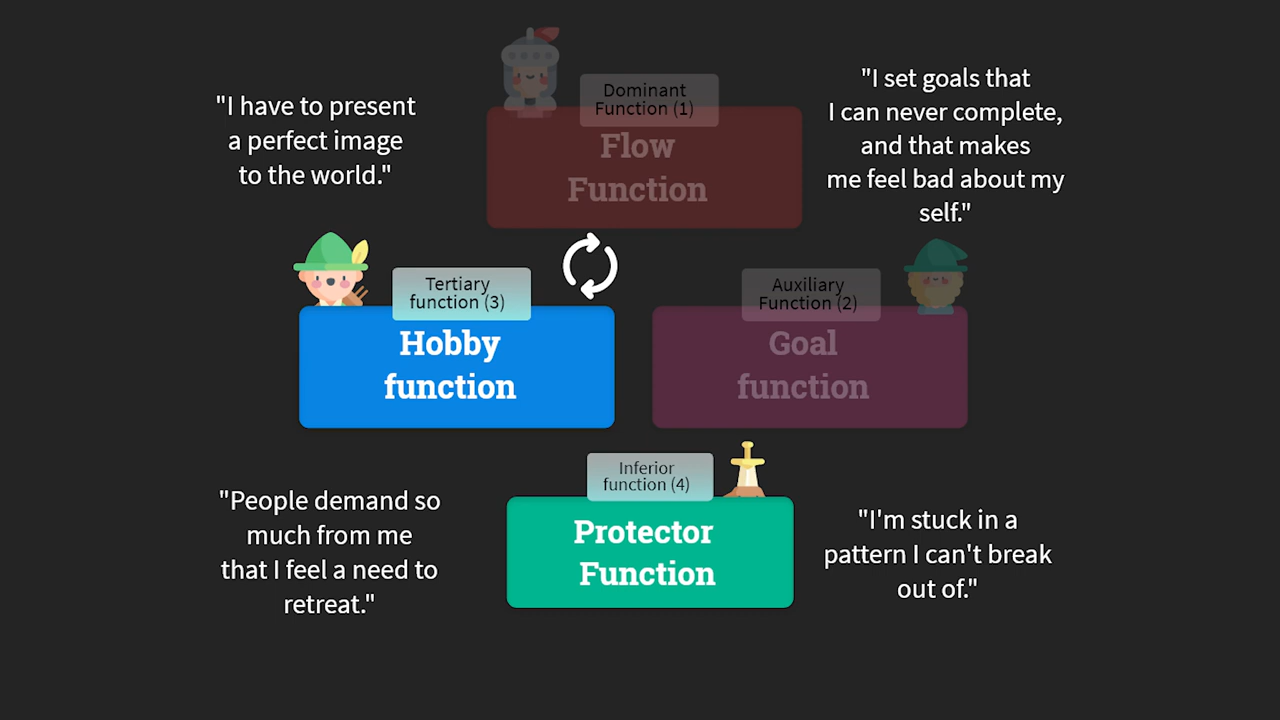 "I have to present
a perfect image
to the world."
Dominant
Function (1)
Flow
Function
"I set goals that
I can never complete,
and that makes
me feel bad about my
self."
Tertiary
function (3)
Hobby
function
Auxiliary
Function (2)
Goal
function
"People demand so
much from me
that I feel a need to
retreat."
Inferior
function (4)
Protector
Function
"I'm stuck in a
pattern I can't break
out of."